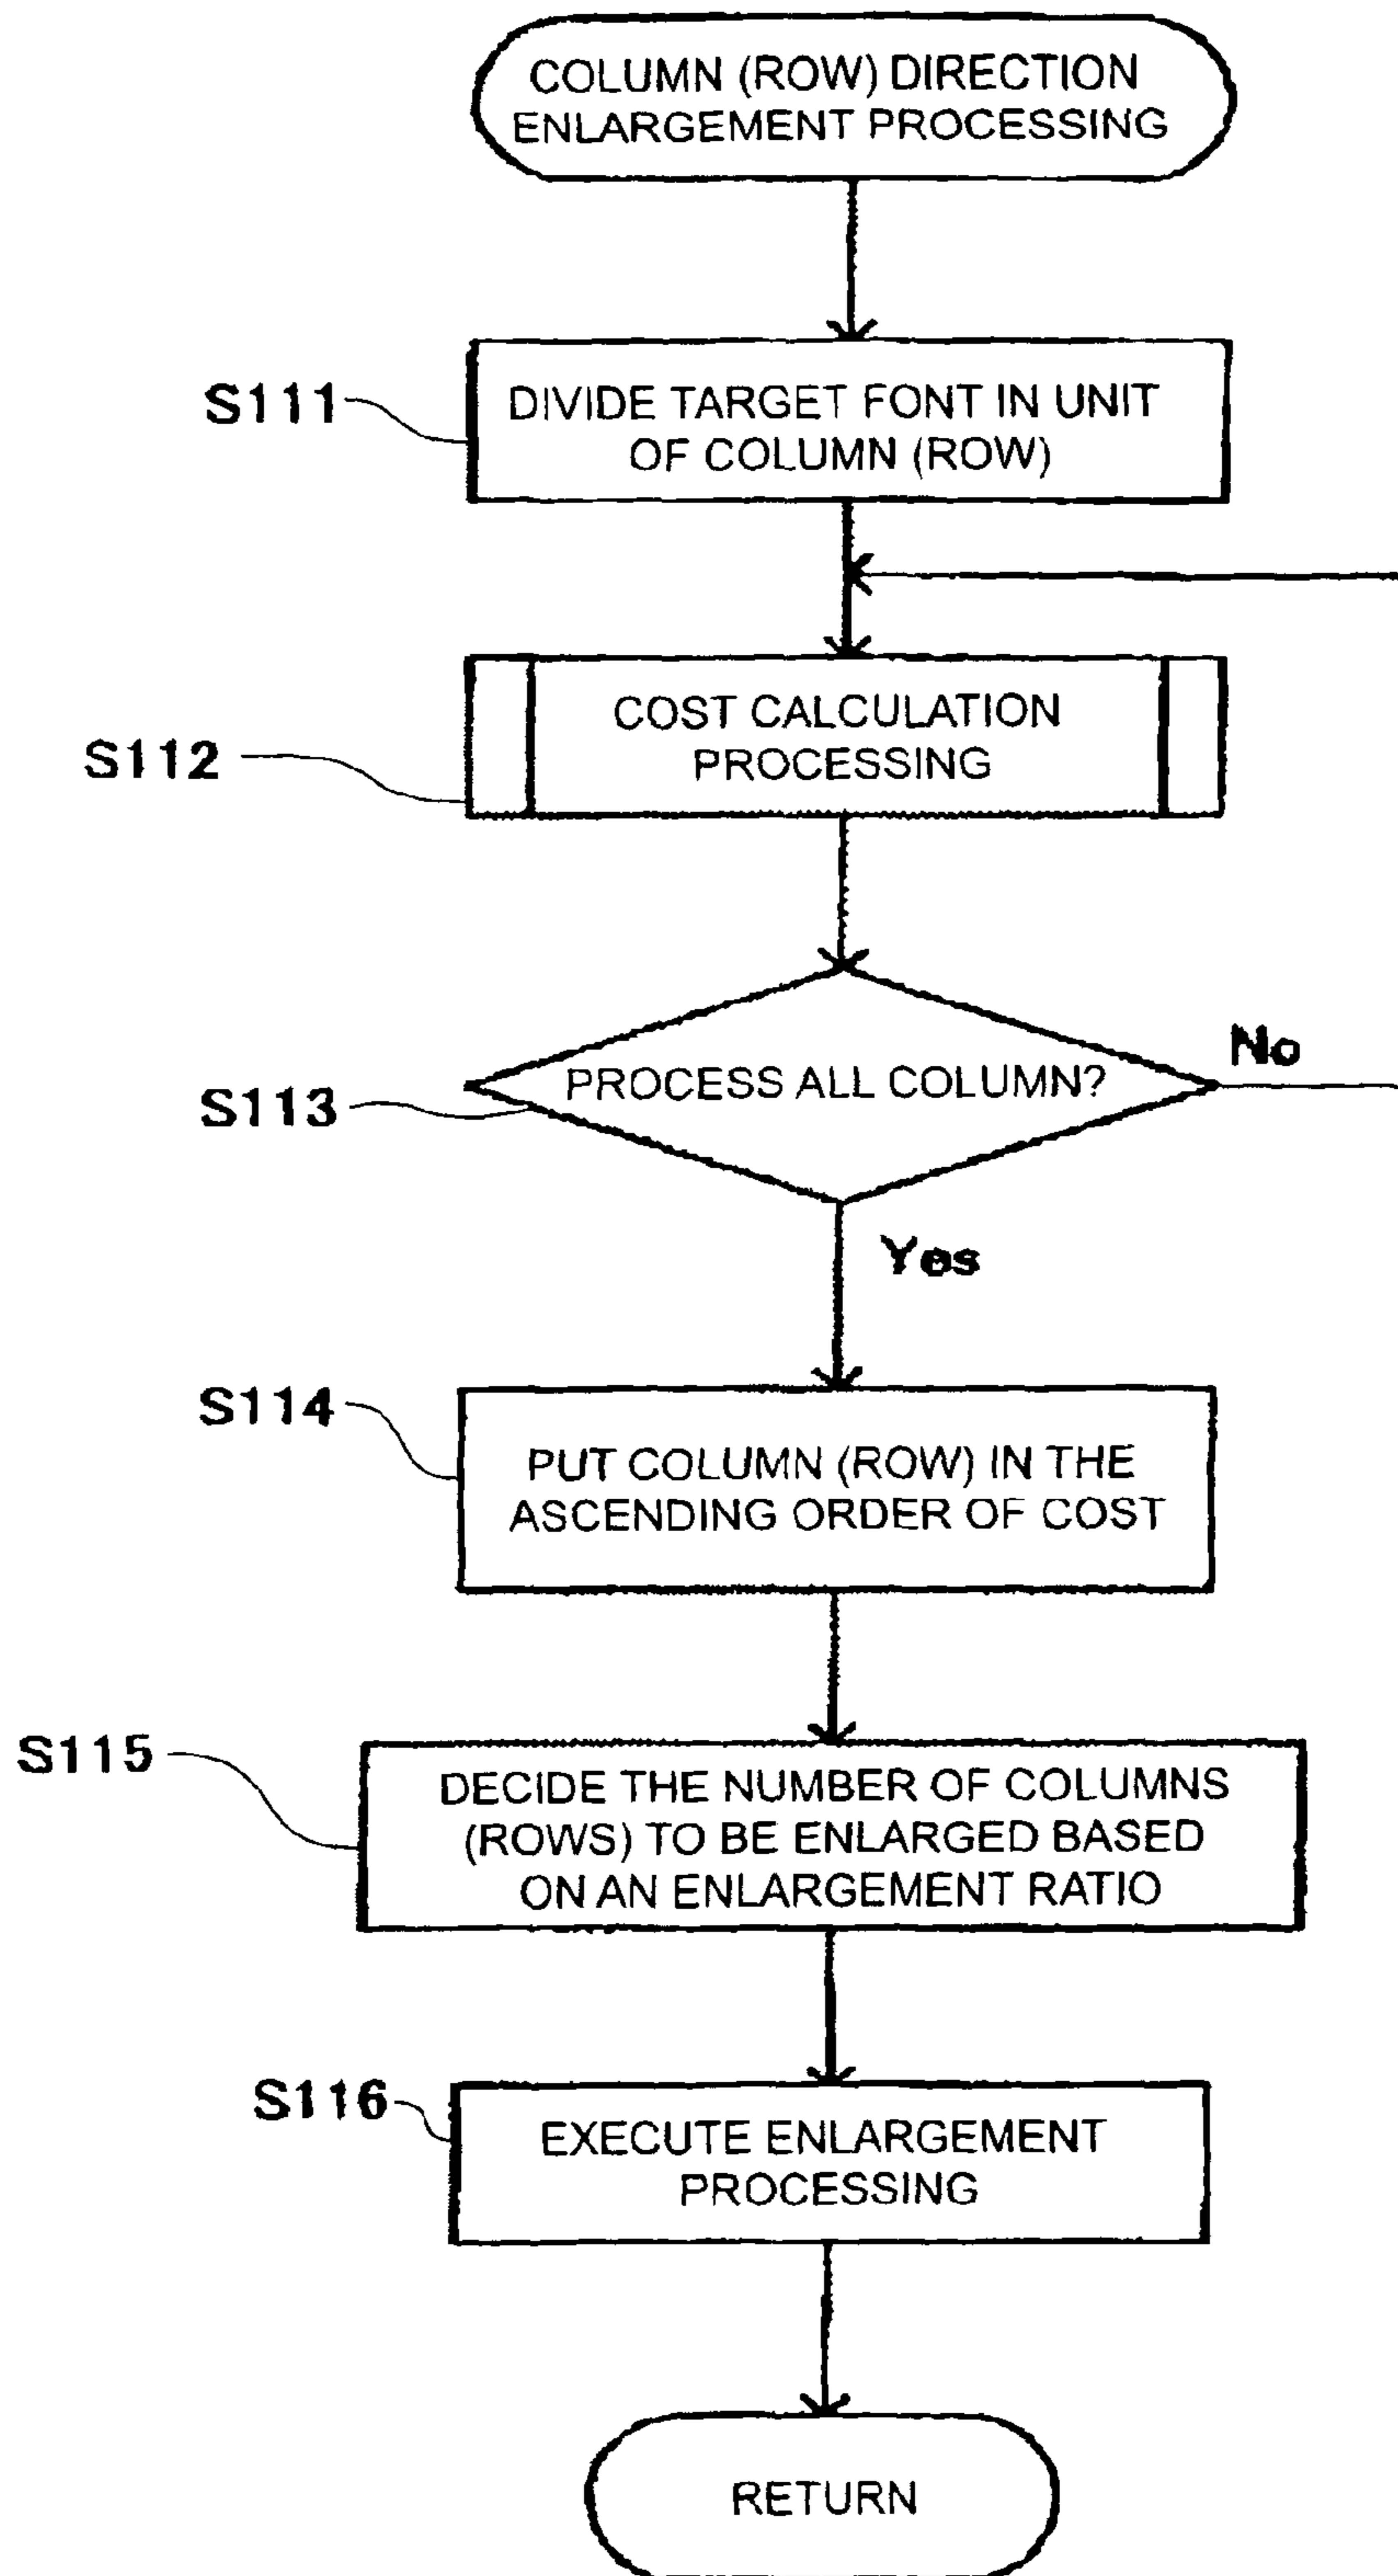 COLUMN (ROW) DIRECTION
ENLARGEMENT PROCESSING
S111
DIVIDE TARGET FONT IN UNIT
OF COLUMN (ROW)
S112
COST CALCULATION
PROCESSING
S113
PROCESS ALL COLUMN?
No
Yes
S114
PUT COLUMN (ROW) IN THE
ASCENDING ORDER OF COST
S115
DECIDE THE NUMBER OF COLUMNS
(ROWS) TO BE ENLARGED BASED
ON AN ENLARGEMENT RATIO
S116
EXECUTE ENLARGEMENT
PROCESSING
RETURN